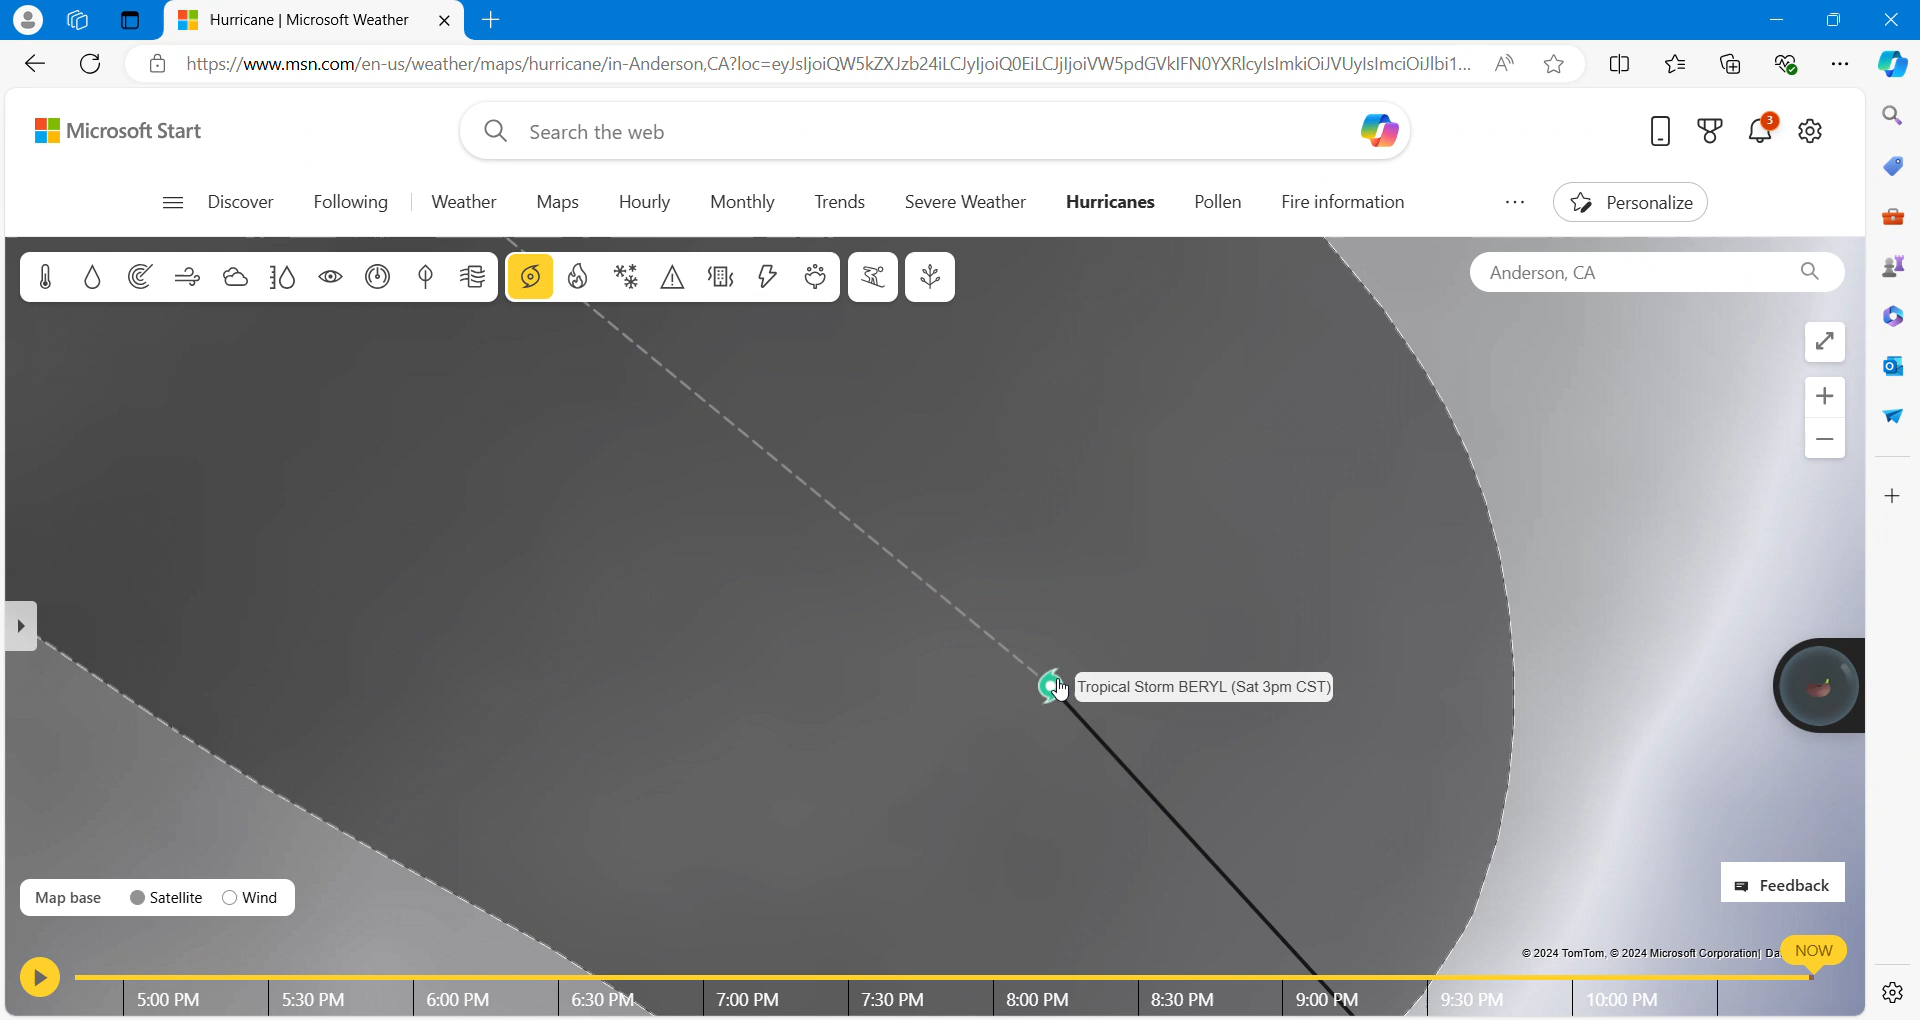 Hurricane | Microsoft Weather
https://www.msn.com/en-us/weather/maps/hurricane/in-Anderson,CA?loc=
Microsoft Start
Search the web
3
Discover Following Weather Maps Hourly Monthly Trends Severe Weather Hurricanes Pollen Fire information ... Personalize
Anderson, CA
Tropical Storm BERYL (Sat 3pm CST)
Feedback
Map base Satellite Wind
© 2024 TomTom, © 2024 Microsoft Corporation| Da
NOW
5:00 PM 5:30 PM 6:00 PM 6:30 PM 7:00 PM 7:30 PM 8:00 PM 8:30 PM 9:00 PM 9:30 PM 10:00 PM